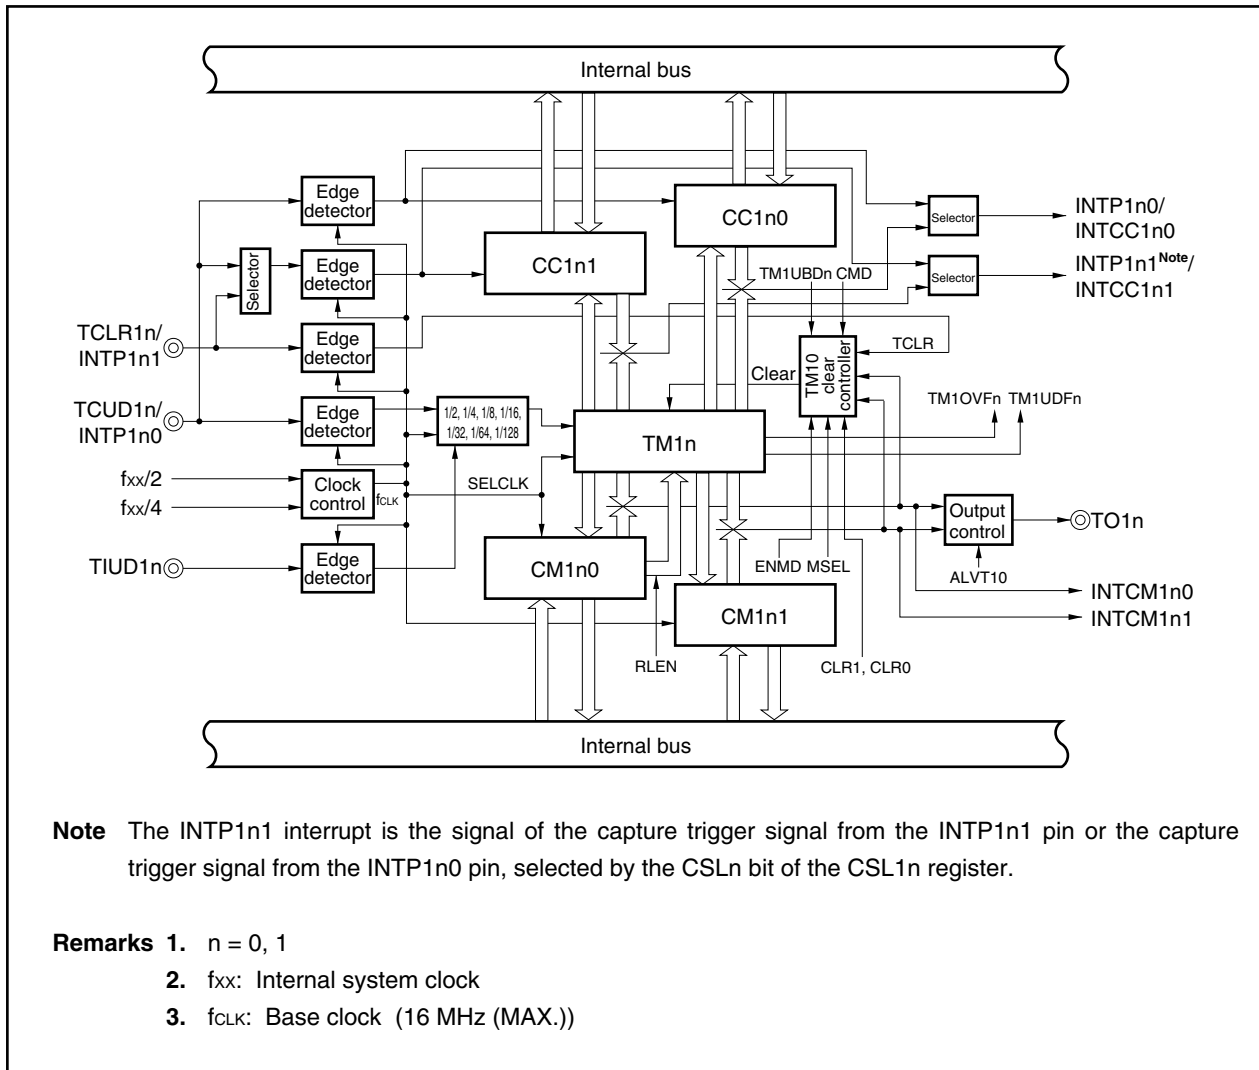 Internal bus
Edge
detector
CC1n0
Selector
INTP1n0/
INTCC1n0
CC1n1
Selector
Edge
detector
TM1UBDn CMD
Selector
INTP1n1Note/
INTCC1n1
TCLR1n/
INTP1n1
Edge
detector
TCLR
TM10
clear
controller
Clear
TCUD1n/
INTP1n0
Edge
detector
1/2, 1/4, 1/8, 1/16,
1/32, 1/64, 1/128
TM1n
TM1OVFn TM1UDFn
fxx/2
fxx/4
Clock
control
fCLK
SELCLK
Output
control
TO1n
TIUD1n
Edge
detector
CM1n0
ENMD MSEL
ALVT10
INTCM1n0
INTCM1n1
CM1n1
RLEN
CLR1, CLR0
Internal bus
Note The INTP1n1 interrupt is the signal of the capture trigger signal from the INTP1n1 pin or the capture
trigger signal from the INTP1n0 pin, selected by the CSLn bit of the CSL1n register.
Remarks 1. n = 0, 1
2. fxx: Internal system clock
3. fCLK: Base clock (16 MHz (MAX.))